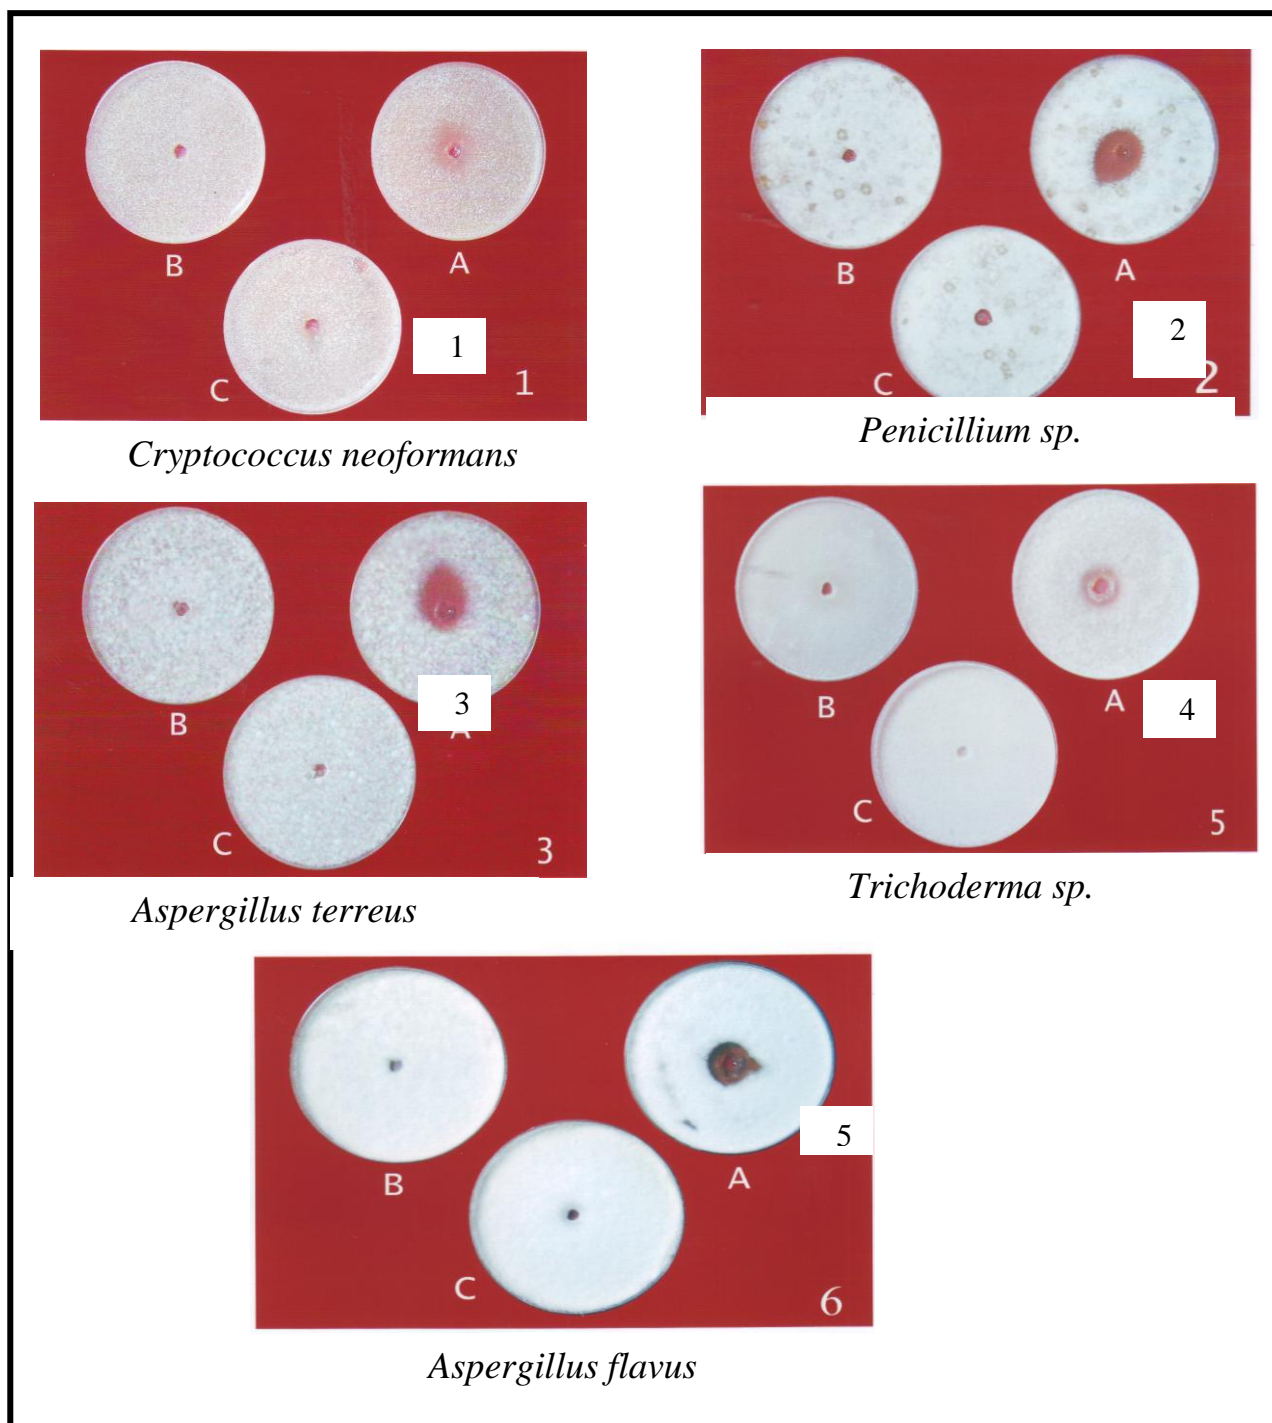 B
A
C
1
1
Cryptococcus neoformans
B
A
C
2
2
Penicillium sp.
B
3
A
C
3
Aspergillus terreus
B
A
4
C
5
Trichoderma sp.
B
A
5
C
6
Aspergillus flavus